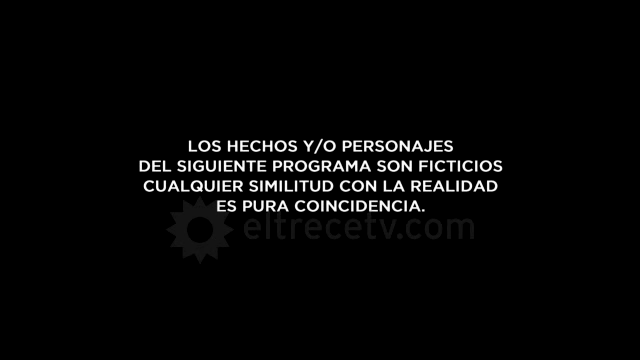 LOS HECHOS Y/O PERSONAJES
DEL SIGUIENTE PROGRAMA SON FICTICIOS
CUALQUIER SIMILITUD CON LA REALIDAD
ES PURA COINCIDENCIA.
eltrecetv.com